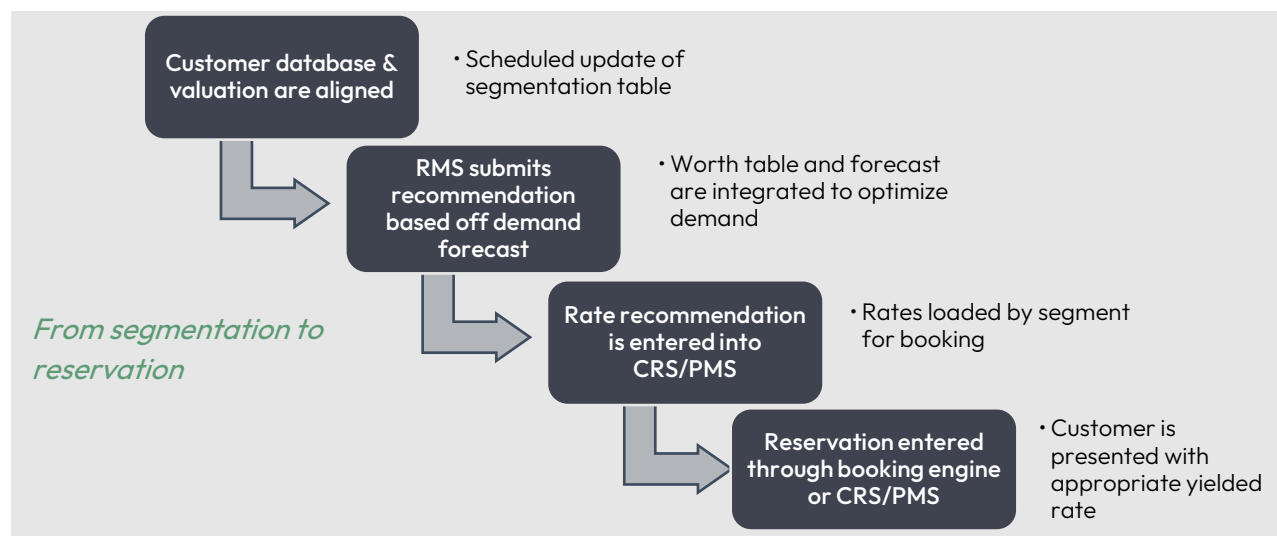 Customer database &
valuation are aligned
• Scheduled update of
segmentation table
RMS submits
recommendation
based off demand
forecast
• Worth table and forecast
are integrated to optimize
demand
From segmentation to
reservation
Rate recommendation
is entered into
CRS/PMS
• Rates loaded by segment
for booking
Reservation entered
through booking engine
or CRS/PMS
• Customer is
presented with
appropriate yielded
rate